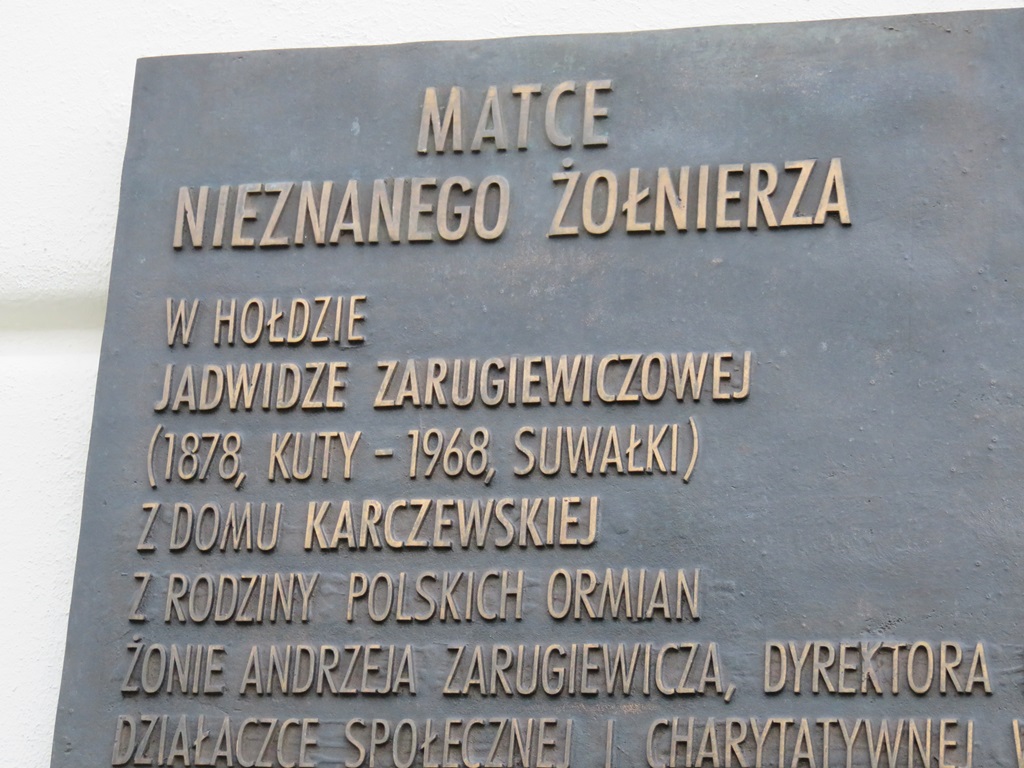 MATCE
NIEZNANEGO ŻOŁNIERZA
W HOŁDZIE
JADWIDZE ZARUGIEWICZOWEJ
(1878, KUTY – 1968, SUWAŁKI)
Z DOMU KARCZEWSKIEJ
Z RODZINY POLSKICH ORMIAN
ŻONIE ANDRZEJA ZARUGIEWICZA, DYREKTORA
DZIAŁACZCE SPOŁECZNEJ I CHARYTATYWNEJ